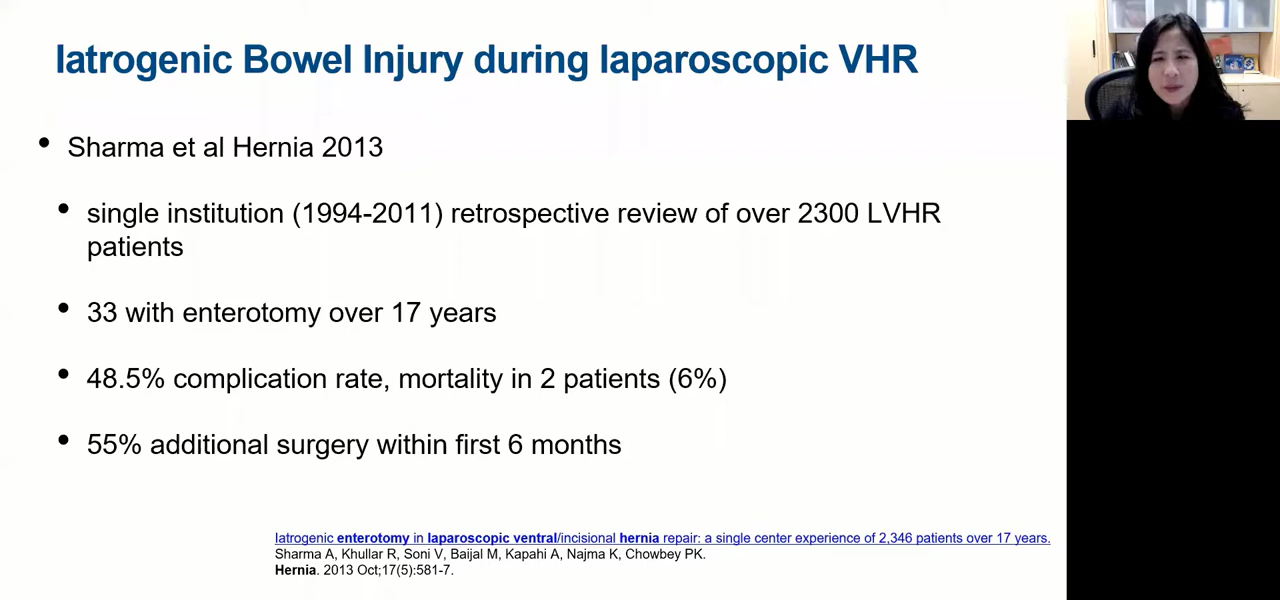 Iatrogenic Bowel Injury during laparoscopic VHR
• Sharma et al Hernia 2013
• single institution (1994-2011) retrospective review of over 2300 LVHR
patients
• 33 with enterotomy over 17 years
• 48.5% complication rate, mortality in 2 patients (6%)
• 55% additional surgery within first 6 months
Iatrogenic enterotomy in laparoscopic ventral/incisional hernia repair: a single center experience of 2,346 patients over 17 years.
Sharma A, Khullar R, Soni V, Baijal M, Kapahi A, Najma K, Chowbey PK.
Hernia. 2013 Oct;17(5):581-7.